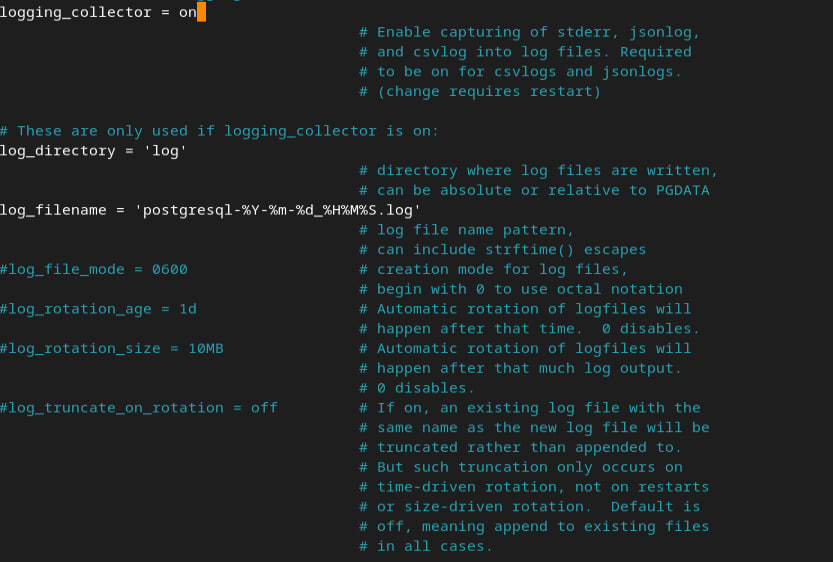 logging_collector = on
# Enable capturing of stderr, jsonlog,
# and csvlog into log files. Required
# to be on for csvlogs and jsonlogs.
# (change requires restart)
# These are only used if logging_collector is on:
log_directory = 'log'
# directory where log files are written,
# can be absolute or relative to PGDATA
log_filename = 'postgresql-%Y-%m-%d_%H%M%S.log'
# log file name pattern,
# can include strftime() escapes
#log_file_mode = 0600 # creation mode for log files,
# begin with 0 to use octal notation
#log_rotation_age = 1d # Automatic rotation of logfiles will
# happen after that time.  0 disables.
#log_rotation_size = 10MB # Automatic rotation of logfiles will
# happen after that much log output.
# 0 disables.
#log_truncate_on_rotation = off # If on, an existing log file with the
# same name as the new log file will be
# truncated rather than appended to.
# But such truncation only occurs on
# time-driven rotation, not on restarts
# or size-driven rotation.  Default is
# off, meaning append to existing files
# in all cases.